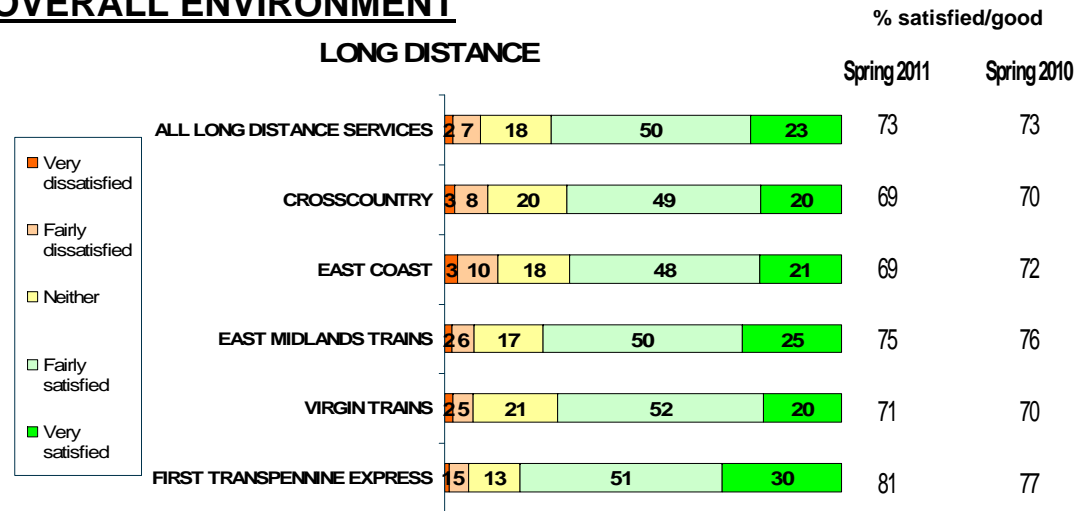 OVERALL ENVIRONMENT
% satisfied/good
LONG DISTANCE
Spring 2011 Spring 2010
ALL LONG DISTANCE SERVICES 2 7 18 50 23 73 73
CROSSCOUNTRY 3 8 20 49 20 69 70
EAST COAST 3 10 18 48 21 69 72
EAST MIDLANDS TRAINS 2 6 17 50 25 75 76
VIRGIN TRAINS 2 5 21 52 20 71 70
FIRST TRANSPENNINE EXPRESS 1 5 13 51 30 81 77
Very
dissatisfied
Fairly
dissatisfied
Neither
Fairly
satisfied
Very
satisfied